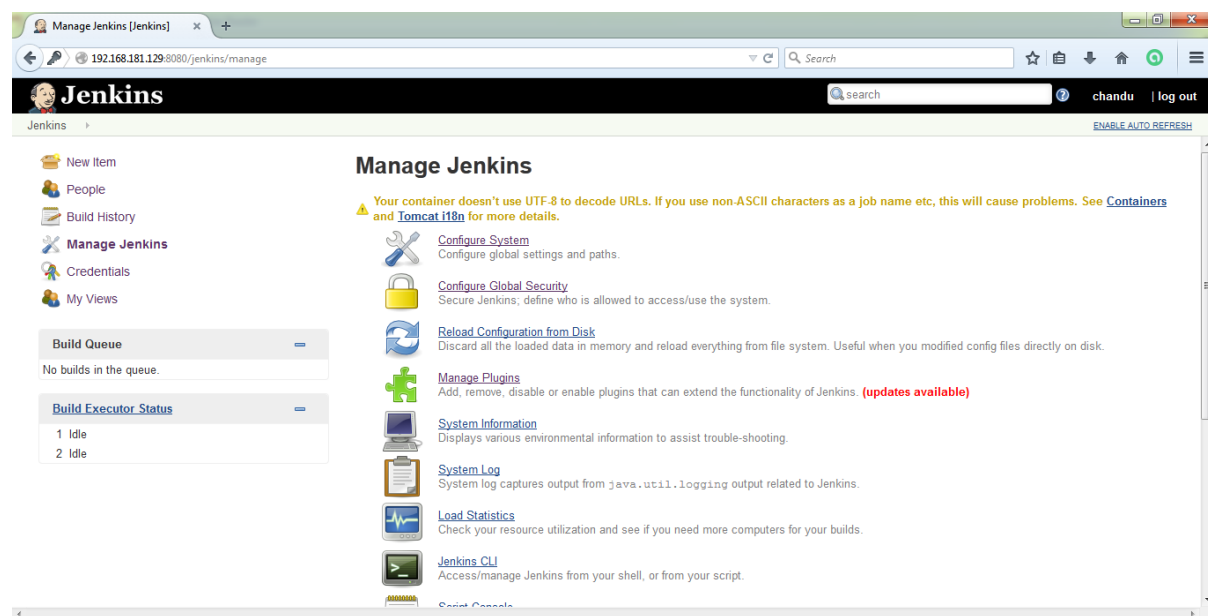 Manage Jenkins [Jenkins]
192.168.181.129:8080/jenkins/manage
Search
Jenkins
search
chandu | log out
Jenkins
ENABLE AUTO REFRESH
New Item
People
Build History
Manage Jenkins
Credentials
My Views
Build Queue
No builds in the queue.
Build Executor Status
1 Idle
2 Idle
Manage Jenkins
Your container doesn't use UTF-8 to decode URLs. If you use non-ASCII characters as a job name etc, this will cause problems. See Containers
and Tomcat i18n for more details.
Configure System
Configure global settings and paths.
Configure Global Security
Secure Jenkins; define who is allowed to access/use the system.
Reload Configuration from Disk
Discard all the loaded data in memory and reload everything from file system. Useful when you modified config files directly on disk.
Manage Plugins
Add, remove, disable or enable plugins that can extend the functionality of Jenkins. (updates available)
System Information
Displays various environmental information to assist trouble-shooting.
System Log
System log captures output from java.util.logging output related to Jenkins.
Load Statistics
Check your resource utilization and see if you need more computers for your builds.
Jenkins CLI
Access/manage Jenkins from your shell, or from your script.
Script Console